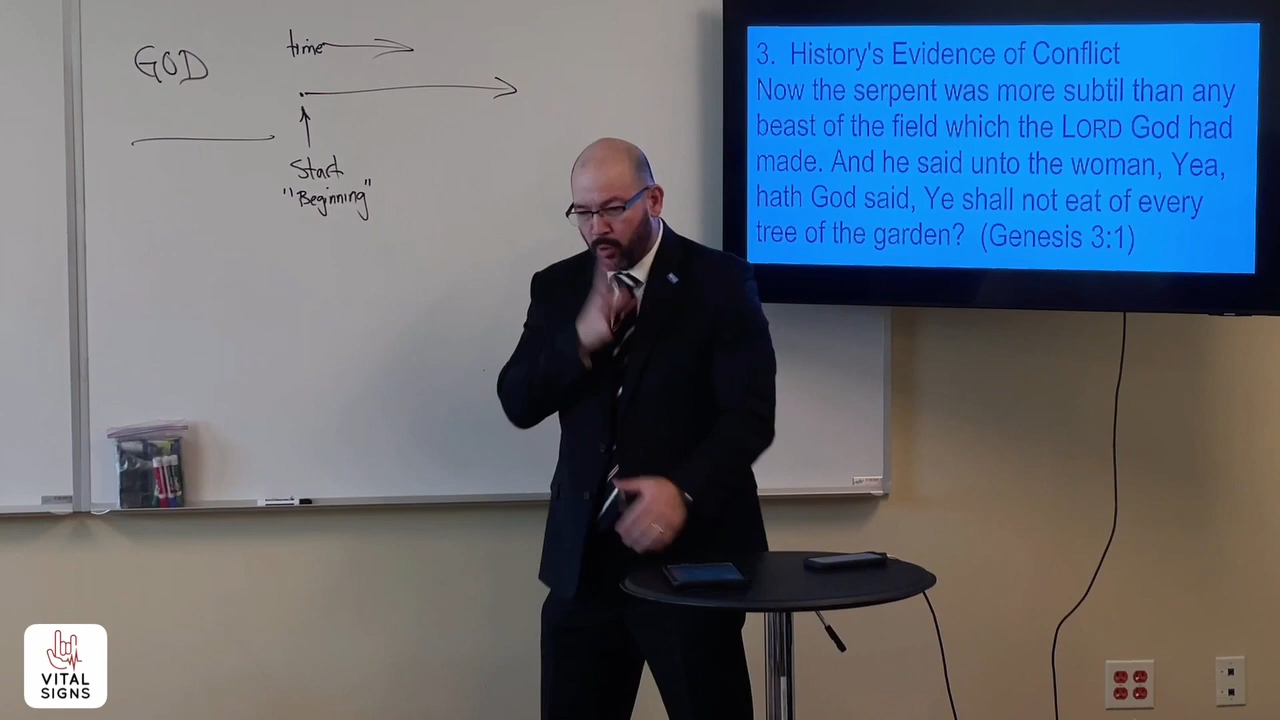 GOD
time
Start
"Beginning"
3. History's Evidence of Conflict
Now the serpent was more subtil than any
beast of the field which the LORD God had
made. And he said unto the woman, Yea,
hath God said, Ye shall not eat of every
tree of the garden? (Genesis 3:1)
VITAL
SIGNS